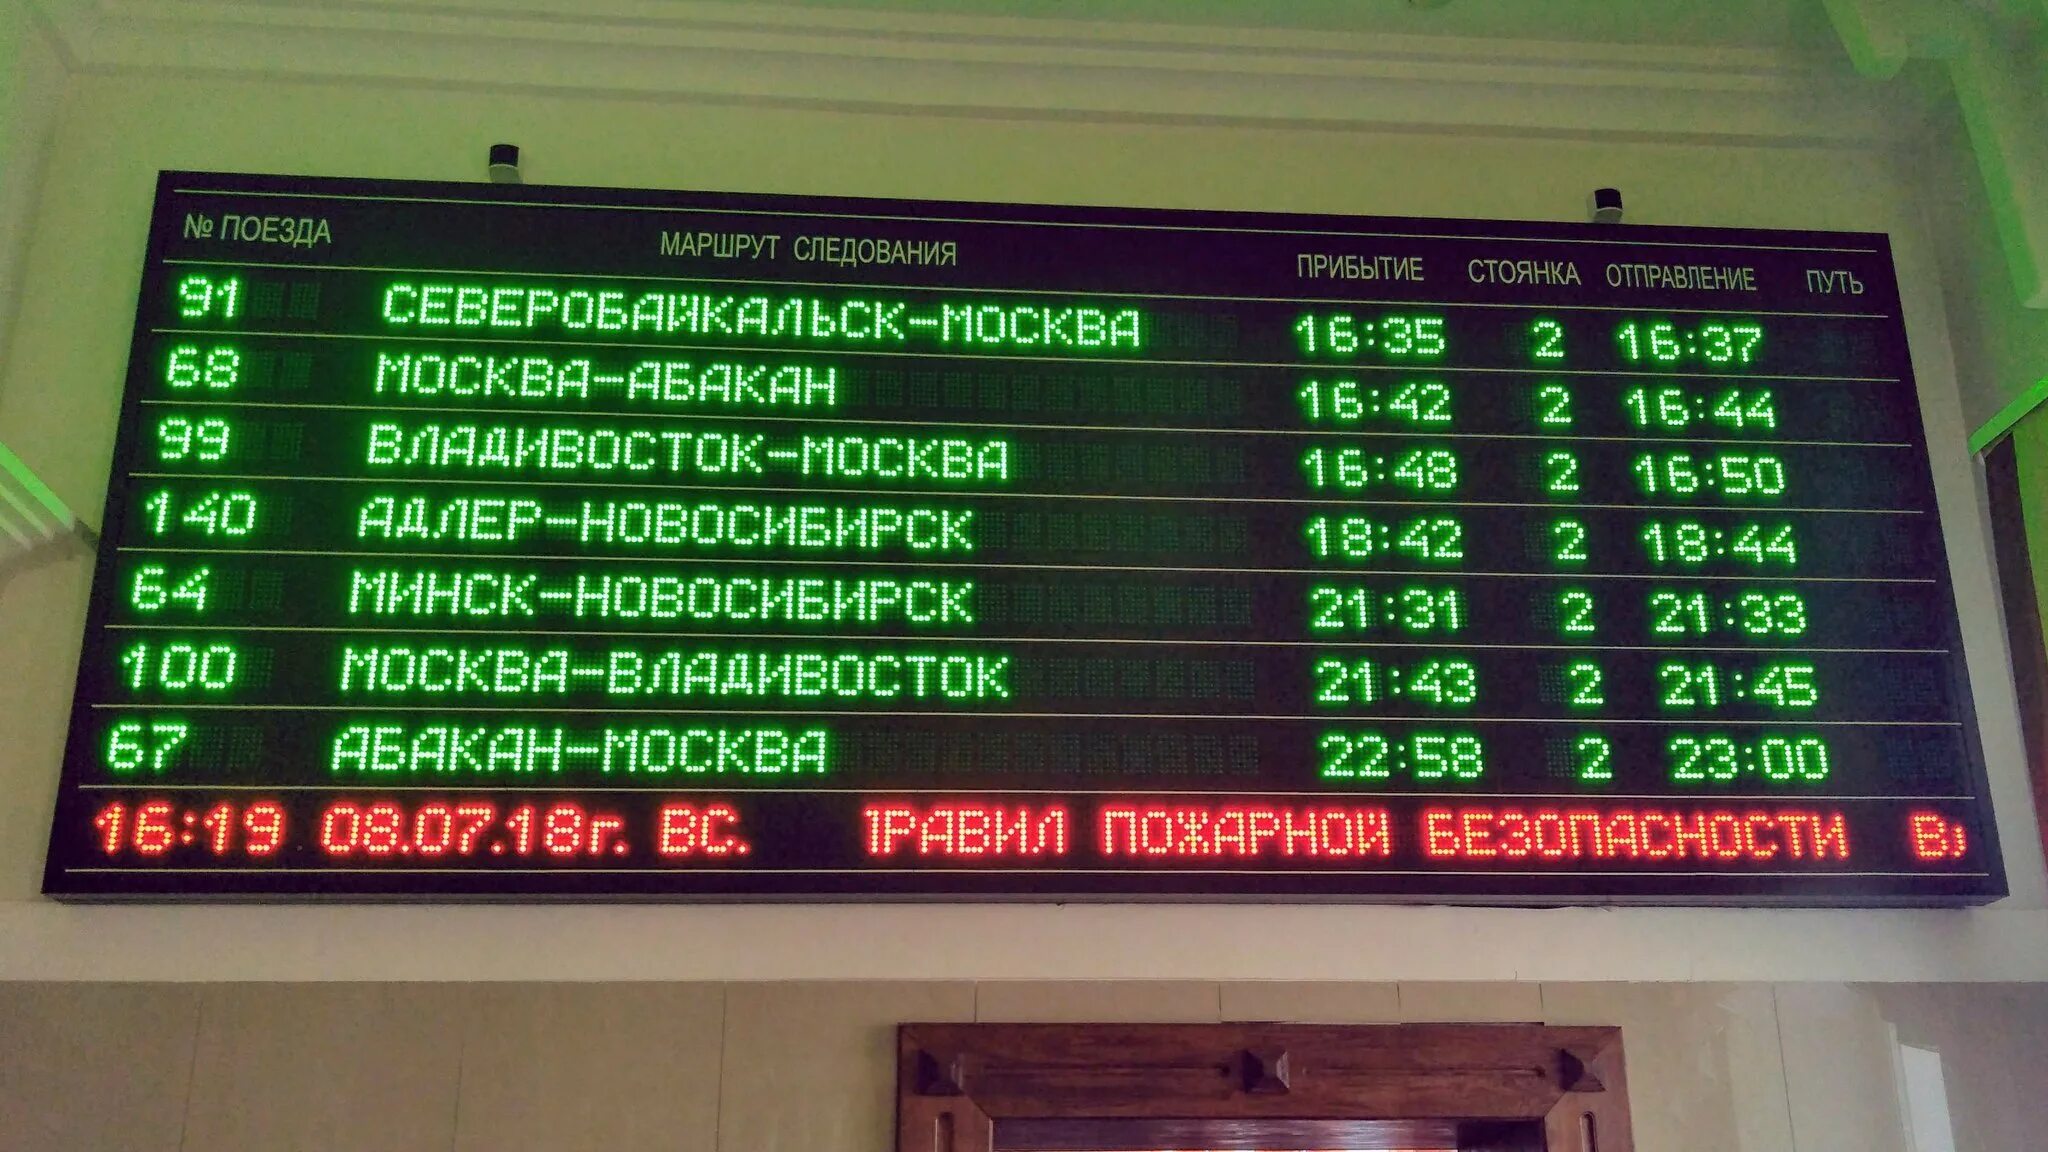 № ПОЕЗДА МАРШРУТ СЛЕДОВАНИЯ ПРИБЫТИЕ СТОЯНКА ОТПРАВЛЕНИЕ ПУТЬ
91 СЕВЕРОБАЙКАЛЬСК-МОСКВА 16:35 2 16:37
68 МОСКВА-АБАКАН 16:42 2 16:44
99 ВЛАДИВОСТОК-МОСКВА 16:48 2 16:50
140 АДЛЕР-НОВОСИБИРСК 18:42 2 18:44
64 МИНСК-НОВОСИБИРСК 21:31 2 21:33
100 МОСКВА-ВЛАДИВОСТОК 21:43 2 21:45
67 АБАКАН-МОСКВА 22:58 2 23:00
16:19 08.07.18г. ВС. ПРАВИЛ ПОЖАРНОЙ БЕЗОПАСНОСТИ